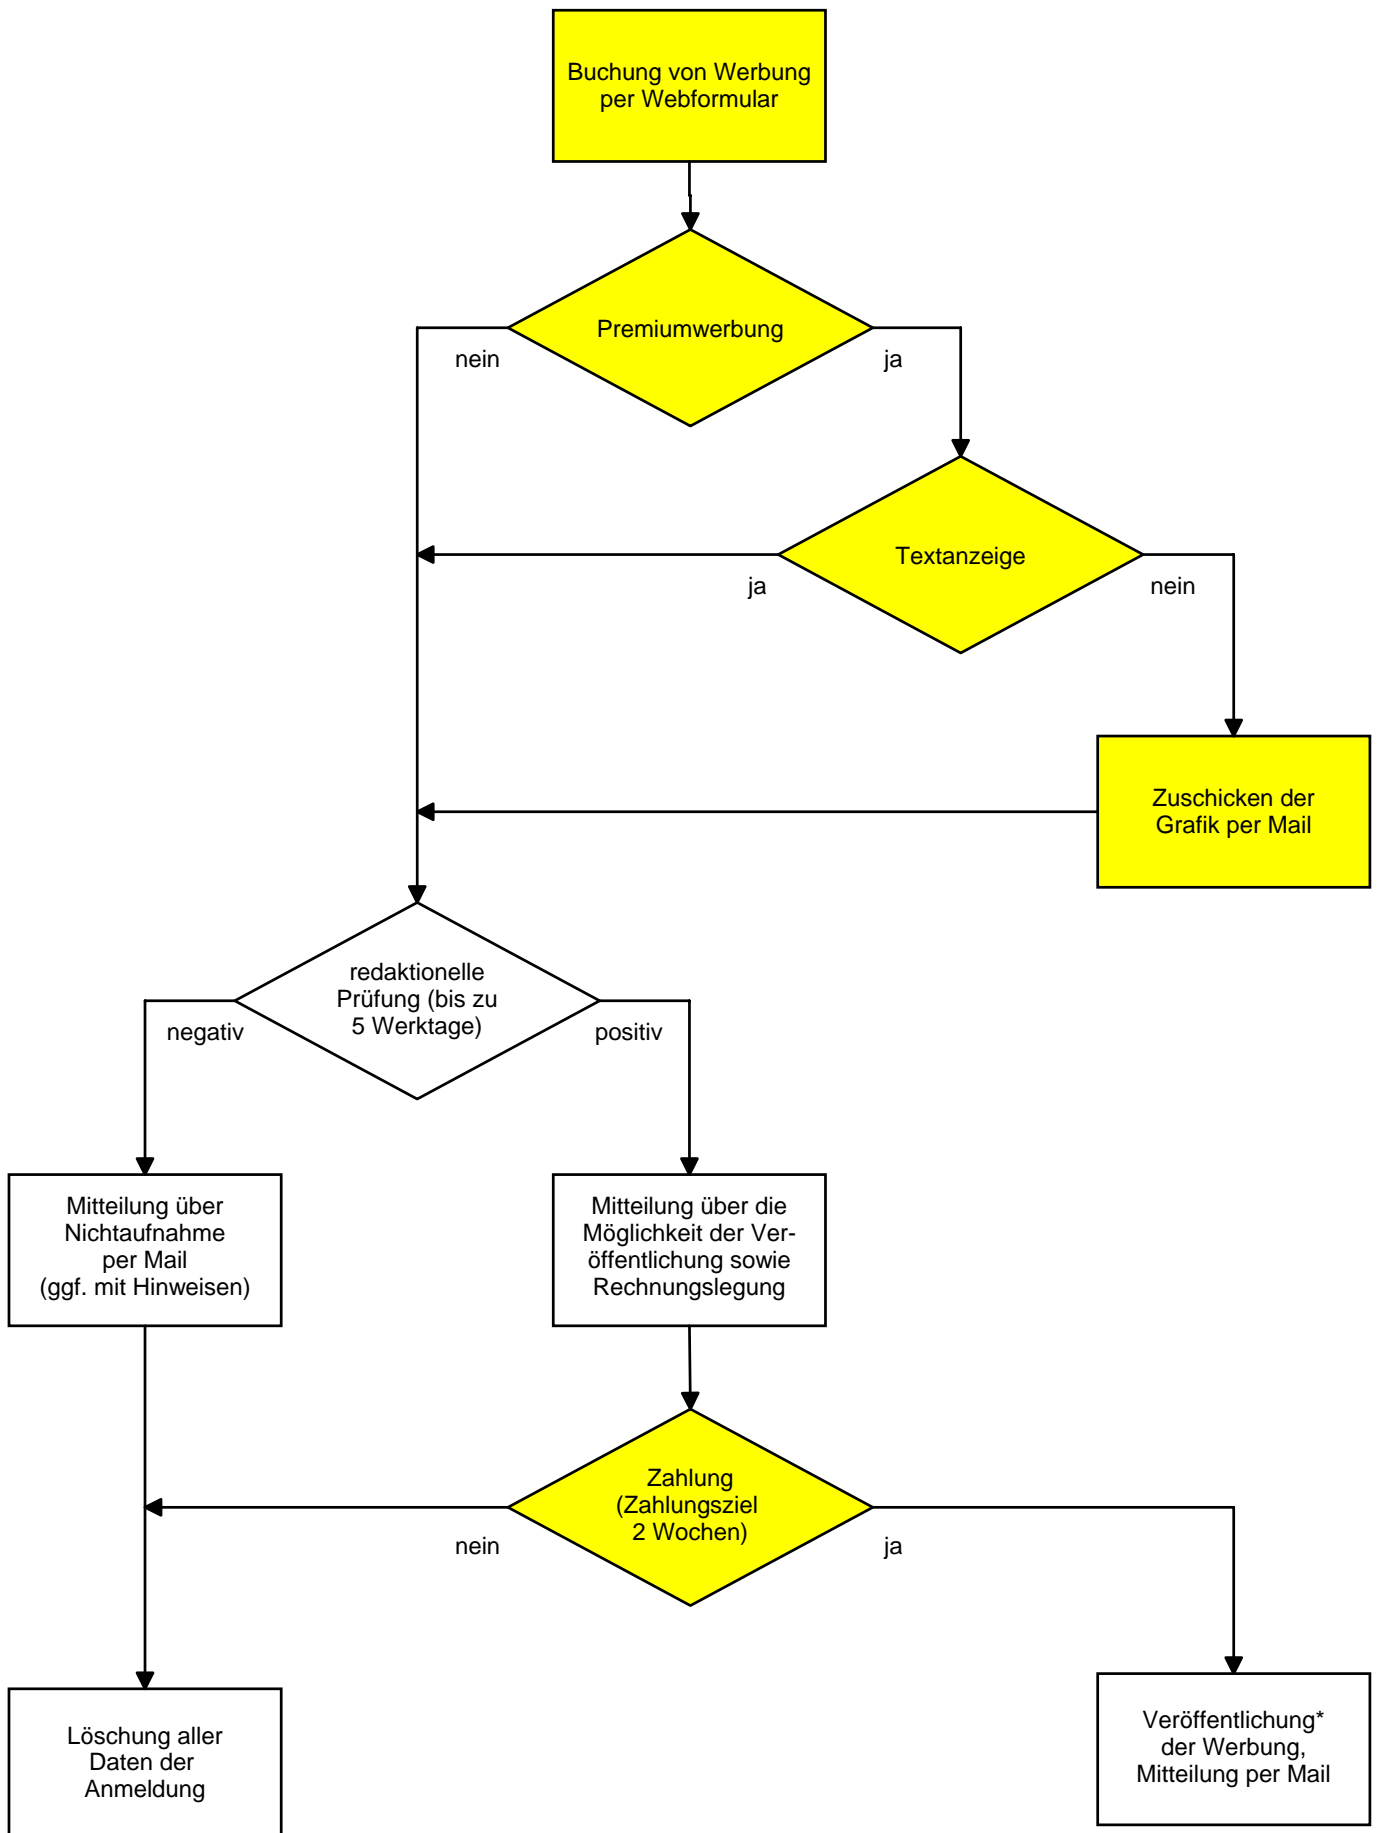 Buchung von Werbung
per Webformular
Premiumwerbung
nein
ja
Textanzeige
ja
nein
Zuschicken der
Grafik per Mail
redaktionelle
Prüfung (bis zu
5 Werktage)
negativ
positiv
Mitteilung über
Nichtaufnahme
per Mail
(ggf. mit Hinweisen)
Mitteilung über die
Möglichkeit der Ver-
öffentlichung sowie
Rechnungslegung
Zahlung
(Zahlungsziel
2 Wochen)
nein
ja
Löschung aller
Daten der
Anmeldung
Veröffentlichung*
der Werbung,
Mitteilung per Mail